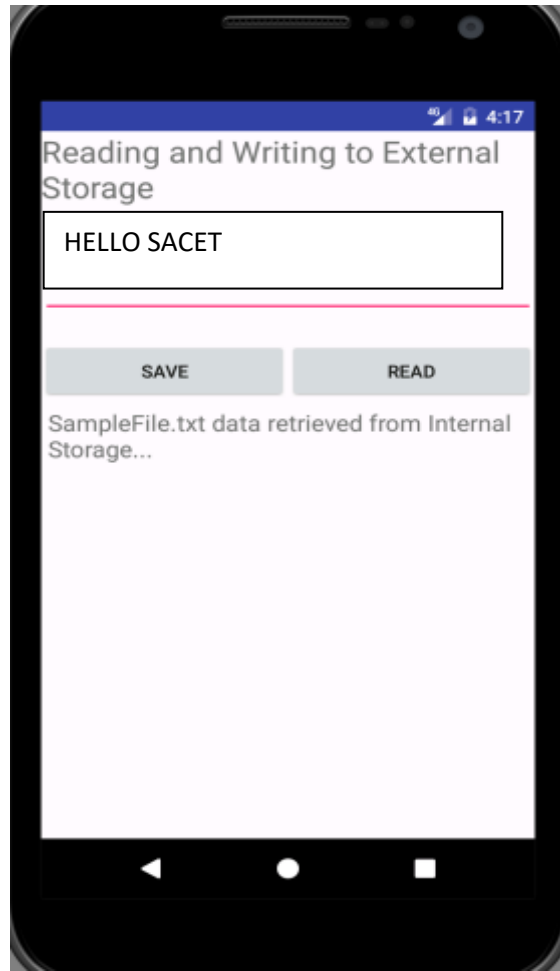 4G 4:17
Reading and Writing to External
Storage
HELLO SACET
SAVE READ
SampleFile.txt data retrieved from Internal
Storage...